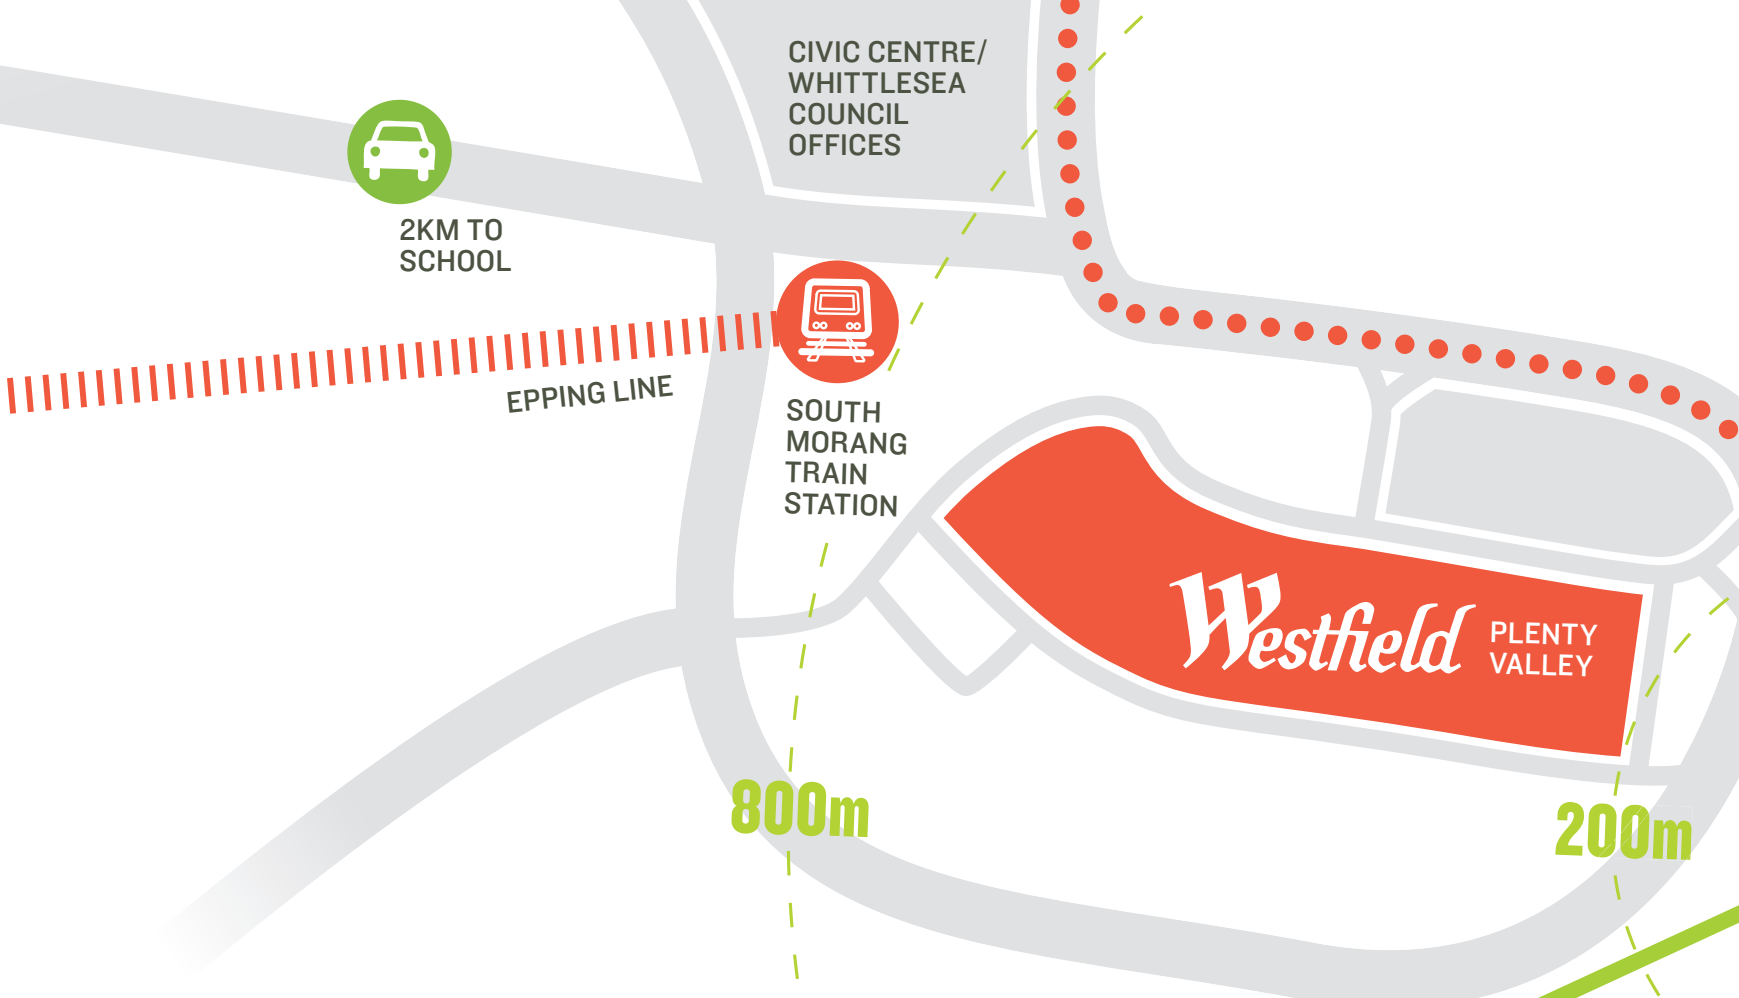 CIVIC CENTRE/
WHITTLESEA
COUNCIL
OFFICES
2KM TO
SCHOOL
EPPING LINE
SOUTH
MORANG
TRAIN
STATION
Westfield
PLENTY
VALLEY
800m
200m